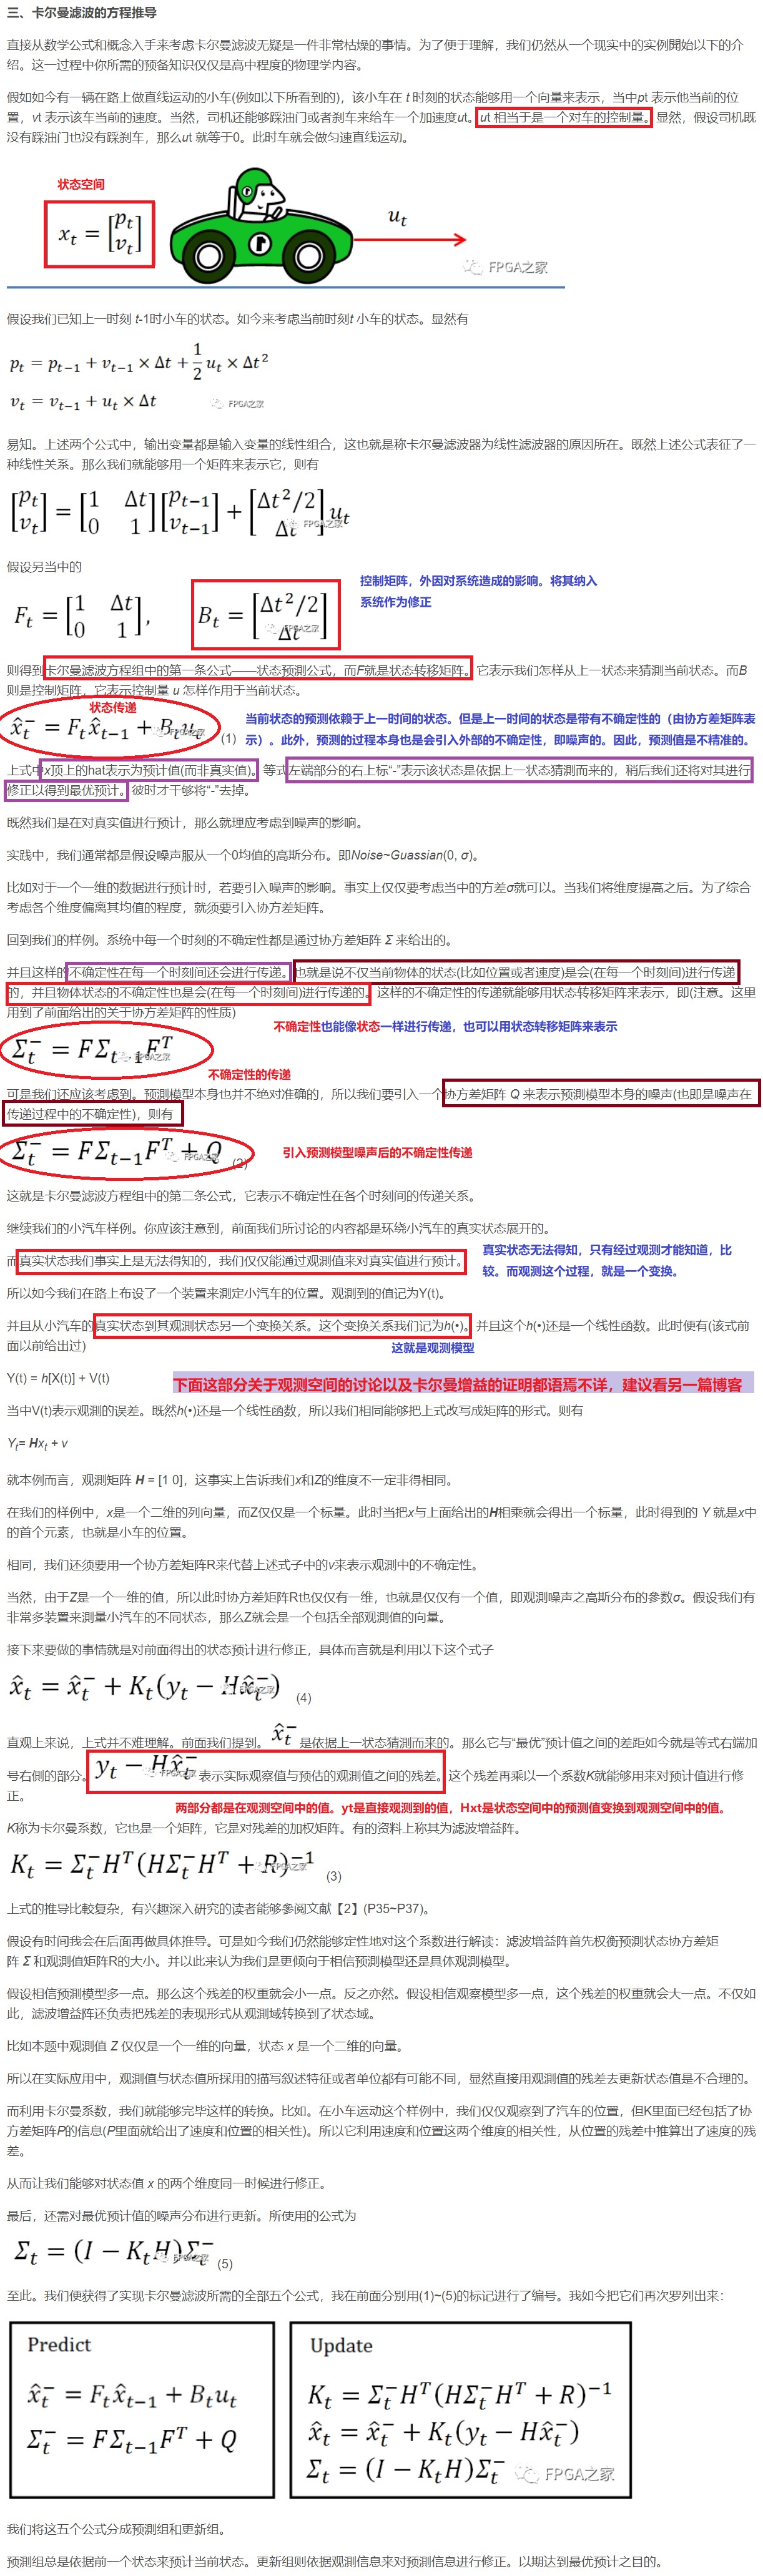 三、卡尔曼滤波的方程推导
直接从数学公式和概念入手来考虑卡尔曼滤波无疑是一件非常枯燥的事情。为了便于理解，我们仍然从一个现实中的实例開始以下的介
绍。这一过程中你所需的预备知识仅仅是高中程度的物理学内容。
假如如今有一辆在路上做直线运动的小车(例如以下所看到的)，该小车在 t 时刻的状态能够用一个向量来表示，当中pt 表示他当前的位
置，vt 表示该车当前的速度。当然，司机还能够踩油门或者刹车来给车一个加速度ut。ut 相当于是一个对车的控制量。显然，假设司机既
没有踩油门也没有踩刹车，那么ut 就等于0。此时车就会做匀速直线运动。
状态空间
x_t = [p_t v_t]
u_t
FPGA之家
假设我们已知上一时刻 t-1时小车的状态。如今来考虑当前时刻t 小车的状态。显然有
p_t = p_{t−1} + v_{t−1} × Δt + 1/2 u_t × Δt²
v_t = v_{t−1} + u_t × Δt
FPGA之家
易知。上述两个公式中，输出变量都是输入变量的线性组合，这也就是称卡尔曼滤波器为线性滤波器的原因所在。既然上述公式表征了一
种线性关系。那么我们就能够用一个矩阵来表示它，则有
[p_t v_t] = [1 Δt 0 1][p_{t−1} v_{t−1}] + [Δt²/2 Δt] u_t
FPGA之家
假设另当中的
控制矩阵，外因对系统造成的影响。将其纳入
系统作为修正
F_t = [1 Δt 0 1], B_t = [Δt²/2 Δt]
FPGA之家
则得到卡尔曼滤波方程组中的第一条公式——状态预测公式，而F就是状态转移矩阵。它表示我们怎样从上一状态来猜测当前状态。而B
则是控制矩阵，它表示控制量 u 怎样作用于当前状态。
状态传递
x̂_t^− = F_t x̂_{t−1} + B_t u_t (1)
FPGA之家
当前状态的预测依赖于上一时间的状态。但是上一时间的状态是带有不确定性的（由协方差矩阵表
示）。此外，预测的过程本身也是会引入外部的不确定性，即噪声的。因此，预测值是不精准的。
上式中x顶上的hat表示为预计值(而非真实值)。等式左端部分的右上标“-”表示该状态是依据上一状态猜測而来的，稍后我们还将对其进行
修正以得到最优预计。彼时才干够将“-”去掉。
既然我们是在对真实值进行预计，那么就理应考虑到噪声的影响。
实践中，我们通常都是假设噪声服从一个0均值的高斯分布。即Noise~Guassian(0, σ)。
比如对于一个一维的数据进行预计时，若要引入噪声的影响。事实上仅仅要考虑当中的方差σ就可以。当我们将维度提高之后。为了综合
考虑各个维度偏离其均值的程度，就须要引入协方差矩阵。
回到我们的样例。系统中每一个时刻的不确定性都是通过协方差矩阵 Σ 来给出的。
并且这样的不确定性在每一个时刻间还会进行传递。也就是说不仅当前物体的状态(比如位置或者速度)是会(在每一个时刻间)进行传递
的，并且物体状态的不确定性也是会(在每一个时刻间)进行传递的。这样的不确定性的传递就能够用状态转移矩阵来表示，即(注意。这里
用到了前面给出的关于协方差矩阵的性质)
不确定性也能像状态一样进行传递，也可以用状态转移矩阵来表示
Σ_t^− = FΣ_{t−1}F^T
FPGA之家
不确定性的传递
可是我们还应该考虑到。预測模型本身也并不绝对准确的，所以我们要引入一个协方差矩阵 Q 来表示预測模型本身的噪声(也即是噪声在
传递过程中的不确定性)，则有
Σ_t^− = FΣ_{t−1}F^T + Q (2)
FPGA之家
引入预测模型噪声后的不确定性传递
这就是卡尔曼滤波方程组中的第二条公式，它表示不确定性在各个时刻间的传递关系。
继续我们的小汽车样例。你应该注意到，前面我们所讨论的内容都是环绕小汽车的真实状态展开的。
而真实状态我们事实上是无法得知的，我们仅仅能通过观測值来对真实值进行预计。
真实状态无法得知，只有经过观测才能知道，比
较。而观测这个过程，就是一个变换。
所以如今我们在路上布设了一个装置来測定小汽车的位置。观測到的值记为Y(t)。
并且从小汽车的真实状态到其观測状态另一个变换关系。这个变换关系我们记为h(•)。并且这个h(•)还是一个线性函数。此时便有(该式前
面以前给出过)
这就是观测模型
Y(t) = h[X(t)] + V(t)
下面这部分关于观测空间的讨论以及卡尔曼增益的证明都语焉不详，建议看另一篇博客
当中V(t)表示观測的误差。既然h(•)还是一个线性函数，所以我们相同能够把上式改写成矩阵的形式。则有
Y_t= Hx_t + v
就本例而言，观測矩阵 H = [1 0]，这事实上告诉我们x和Z的维度不一定非得相同。
在我们的样例中，x是一个二维的列向量，而Z仅仅是一个标量。此时当把x与上面给出的H相乘就会得出一个标量，此时得到的 Y 就是x中
的首个元素，也就是小车的位置。
相同，我们还须要用一个协方差矩阵R来代替上述式子中的v来表示观測中的不确定性。
当然，由于Z是一个一维的值，所以此时协方差矩阵R也仅仅有一维，也就是仅仅有一个值，即观測噪声之高斯分布的參数σ。假设我们有
非常多装置来测量小汽车的不同状态，那么Z就会是一个包括全部观測值的向量。
接下来要做的事情就是对前面得出的状态预计进行修正，具体而言就是利用以下这个式子
x̂_t = x̂_t^− + K_t(y_t − Hx̂_t^−) (4)
FPGA之家
直观上来说，上式并不难理解。前面我们提到。x̂_t^− 是依据上一状态猜測而来的。那么它与“最优”预计值之间的差距如今就是等式右端加
号右側的部分。y_t − Hx̂_t^− 表示实际观察值与预估的观測值之间的残差。这个残差再乘以一个系数K就能够用来对预计值进行修
FPGA之家
正。
两部分都是在观测空间中的值。yt是直接观测到的值，Hxt是状态空间中的预测值变换到观测空间中的值。
K称为卡尔曼系数，它也是一个矩阵，它是对残差的加权矩阵。有的资料上称其为滤波增益阵。
K_t = Σ_t^−H^T(HΣ_t^−H^T + R)^−1 (3)
FPGA之家
上式的推导比較复杂，有兴趣深入研究的读者能够參阅文献【2】(P35~P37)。
假设有时间我会在后面再做具体推导。可是如今我们仍然能够定性地对这个系数进行解读：滤波增益阵首先权衡预測状态协方差矩
阵 Σ 和观測值矩阵R的大小。并以此来认为我们是更倾向于相信预測模型还是具体观測模型。
假设相信预測模型多一点。那么这个残差的权重就会小一点。反之亦然。假设相信观察模型多一点，这个残差的权重就会大一点。不仅如
此，滤波增益阵还负责把残差的表现形式从观測域转换到了状态域。
比如本题中观測值 Z 仅仅是一个一维的向量，状态 x 是一个二维的向量。
所以在实际应用中，观測值与状态值所採用的描写叙述特征或者单位都有可能不同，显然直接用观測值的残差去更新状态值是不合理的。
而利用卡尔曼系数，我们就能够完毕这样的转换。比如。在小车运动这个样例中，我们仅仅观察到了汽车的位置，但K里面已经包括了协
方差矩阵P的信息(P里面就给出了速度和位置的相关性)。所以它利用速度和位置这两个维度的相关性，从位置的残差中推算出了速度的残
差。
从而让我们能够对状态值 x 的两个维度同一时候进行修正。
最后，还需对最优预计值的噪声分布进行更新。所使用的公式为
Σ_t = (I − K_tH)Σ_t^− (5)
FPGA之家
至此。我们便获得了实现卡尔曼滤波所需的全部五个公式，我在前面分别用(1)~(5)的标记进行了编号。我如今把它们再次罗列出来：
Predict
x̂_t^− = F_t x̂_{t−1} + B_t u_t
Σ_t^− = FΣ_{t−1}F^T + Q
Update
K_t = Σ_t^−H^T(HΣ_t^−H^T + R)^−1
x̂_t = x̂_t^− + K_t(y_t − Hx̂_t^−)
Σ_t = (I − K_tH)Σ_t^−
FPGA之家
我们将这五个公式分成预測组和更新组。
预測组总是依据前一个状态来预计当前状态。更新组则依据观測信息来对预測信息进行修正。以期达到最优预计之目的。